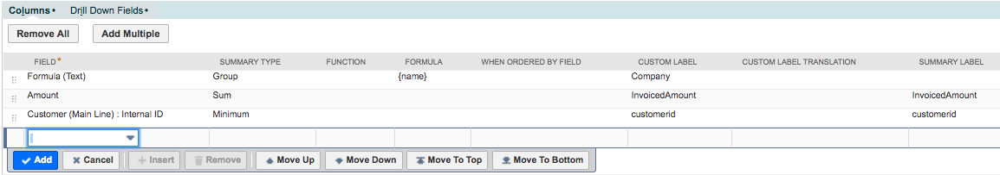 Columns • Drill Down Fields •
Remove All Add Multiple
FIELD * SUMMARY TYPE FUNCTION FORMULA WHEN ORDERED BY FIELD CUSTOM LABEL CUSTOM LABEL TRANSLATION SUMMARY LABEL
Formula (Text) Group {name} Company
Amount Sum InvoicedAmount InvoicedAmount
Customer (Main Line) : Internal ID Minimum customerid customerid
Add Cancel Insert Remove Move Up Move Down Move To Top Move To Bottom